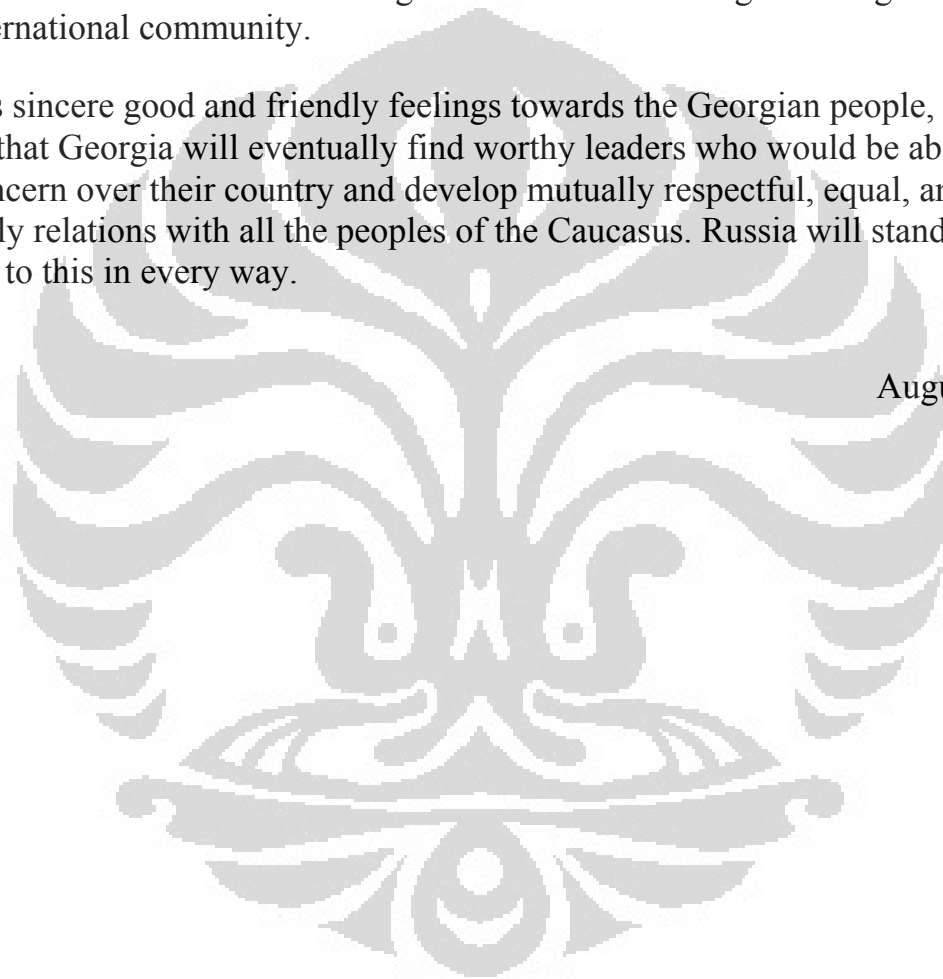 ernational community.
s sincere good and friendly feelings towards the Georgian people,
that Georgia will eventually find worthy leaders who would be ab
ncern over their country and develop mutually respectful, equal, an
ly relations with all the peoples of the Caucasus. Russia will stand
to this in every way.
Augu